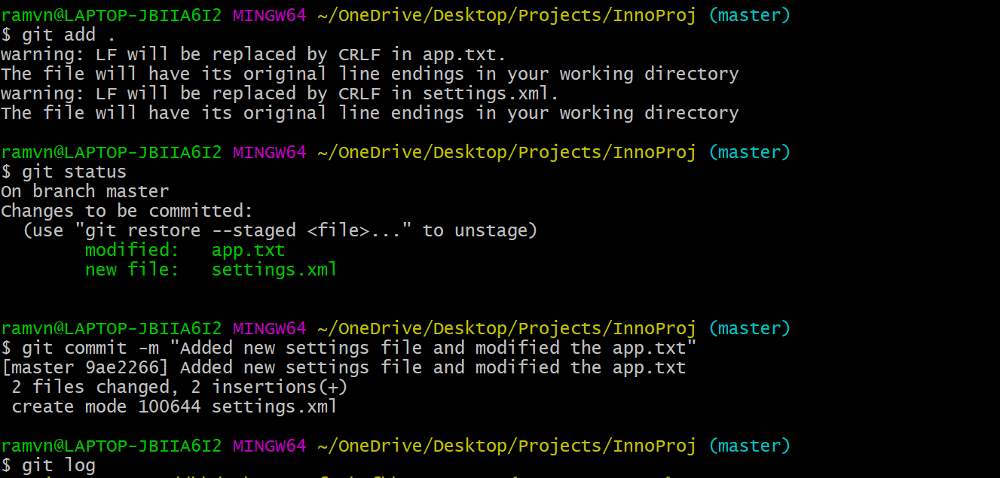 ramvn@LAPTOP-JBIIA6I2 MINGW64 ~/OneDrive/Desktop/Projects/InnoProj (master)
$ git add .
warning: LF will be replaced by CRLF in app.txt.
The file will have its original line endings in your working directory
warning: LF will be replaced by CRLF in settings.xml.
The file will have its original line endings in your working directory
ramvn@LAPTOP-JBIIA6I2 MINGW64 ~/OneDrive/Desktop/Projects/InnoProj (master)
$ git status
On branch master
Changes to be committed:
  (use "git restore --staged <file>..." to unstage)
        modified:   app.txt
        new file:   settings.xml
ramvn@LAPTOP-JBIIA6I2 MINGW64 ~/OneDrive/Desktop/Projects/InnoProj (master)
$ git commit -m "Added new settings file and modified the app.txt"
[master 9ae2266] Added new settings file and modified the app.txt
 2 files changed, 2 insertions(+)
 create mode 100644 settings.xml
ramvn@LAPTOP-JBIIA6I2 MINGW64 ~/OneDrive/Desktop/Projects/InnoProj (master)
$ git log